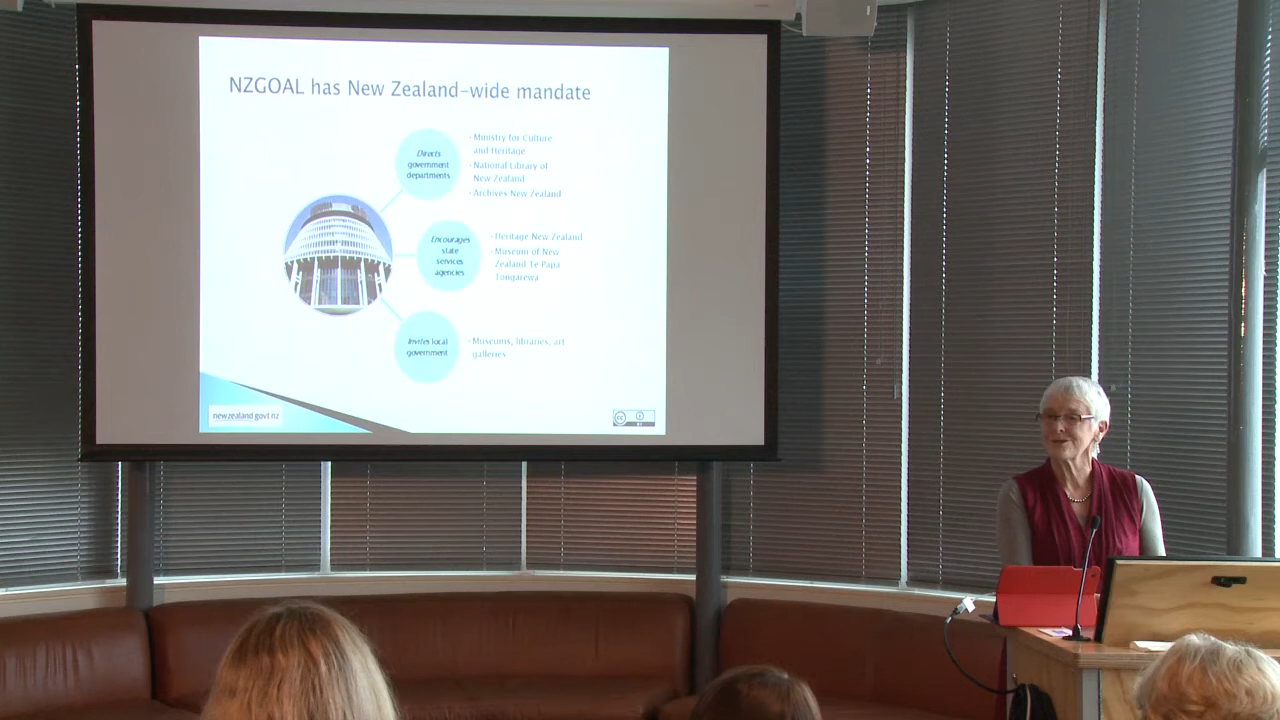 NZGOAL has New Zealand-wide mandate
Directs
government
departments
- Ministry for Culture
and Heritage
- National Library of
New Zealand
- Archives New Zealand
Encourages
state
services
agencies
- Heritage New Zealand
- Museum of New
Zealand Te Papa
Tongarewa
Invites local
government
- Museums, libraries, art
galleries
newzealand.govt.nz
cc
BY